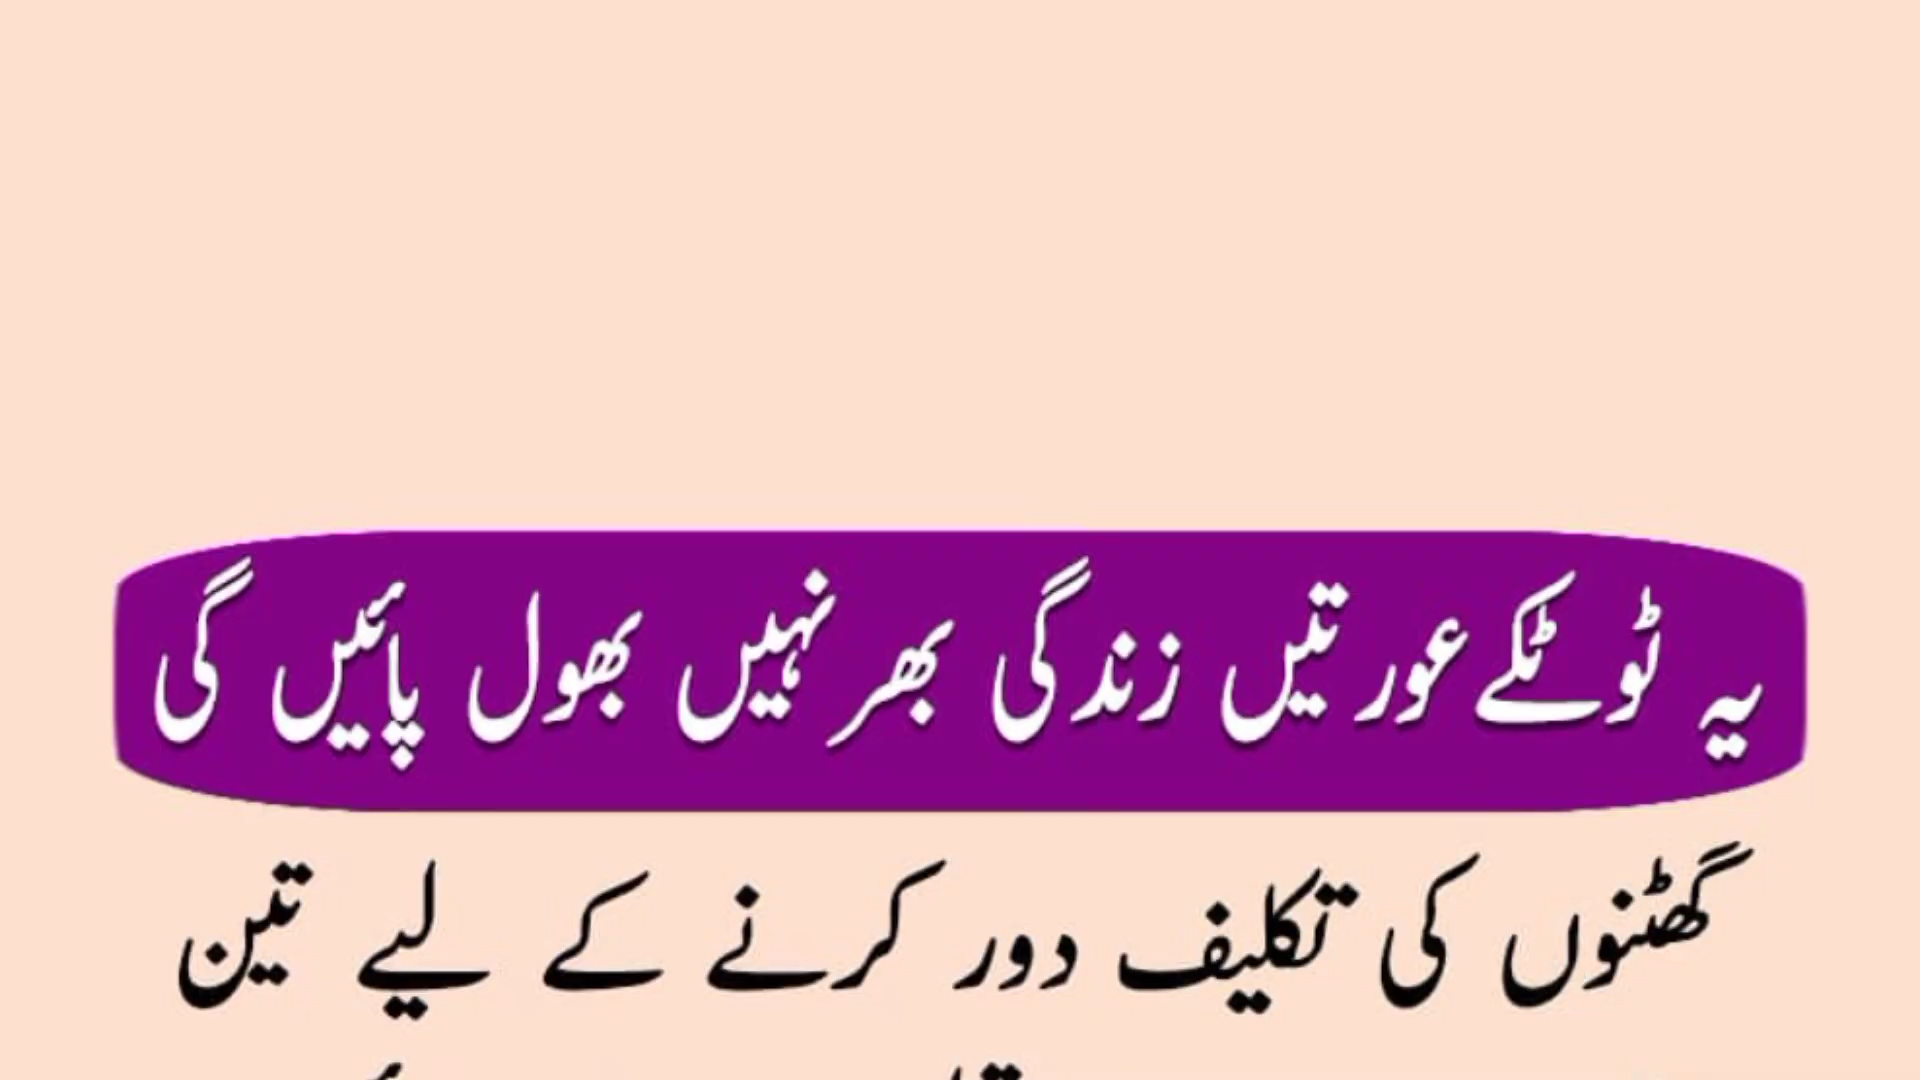 یہ ٹوٹکے عورتیں زندگی بھر نہیں بھول پائیں گی
گھٹنوں کی تکلیف دور کرنے کے لیے تین